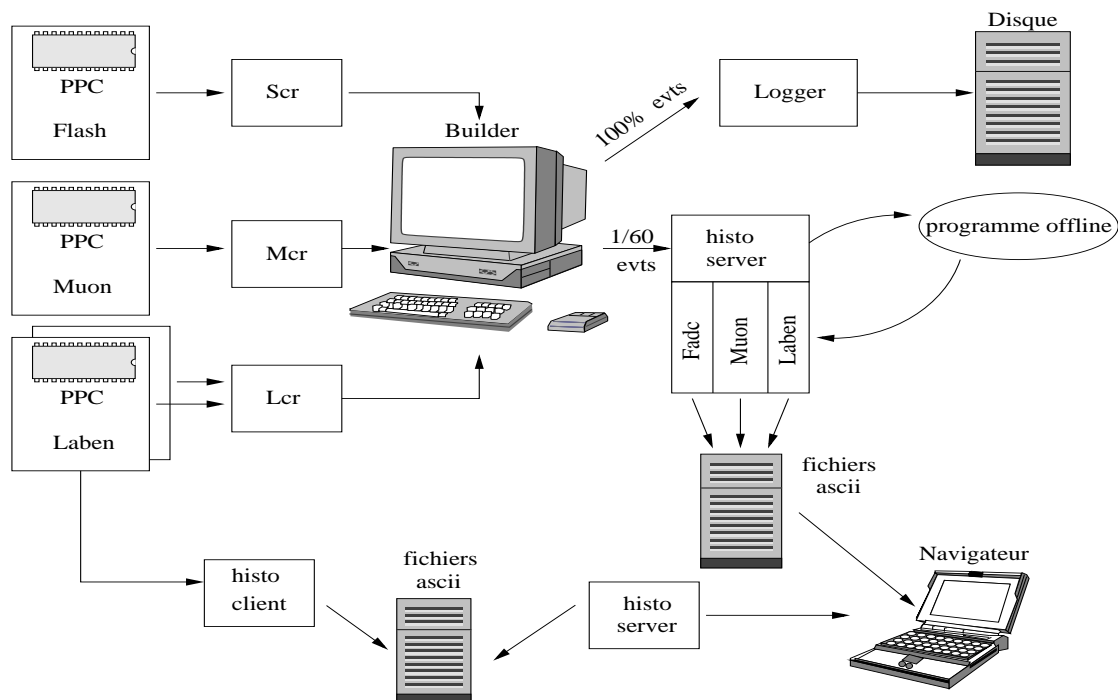 Disque
PPC
Flash
Scr
Builder
100% evts
Logger
PPC
Muon
Mcr
1/60
evts
histo
server
programme offline
Fadc
Muon
Laben
PPC
Laben
Lcr
fichiers
ascii
histo
client
fichiers
ascii
histo
server
Navigateur